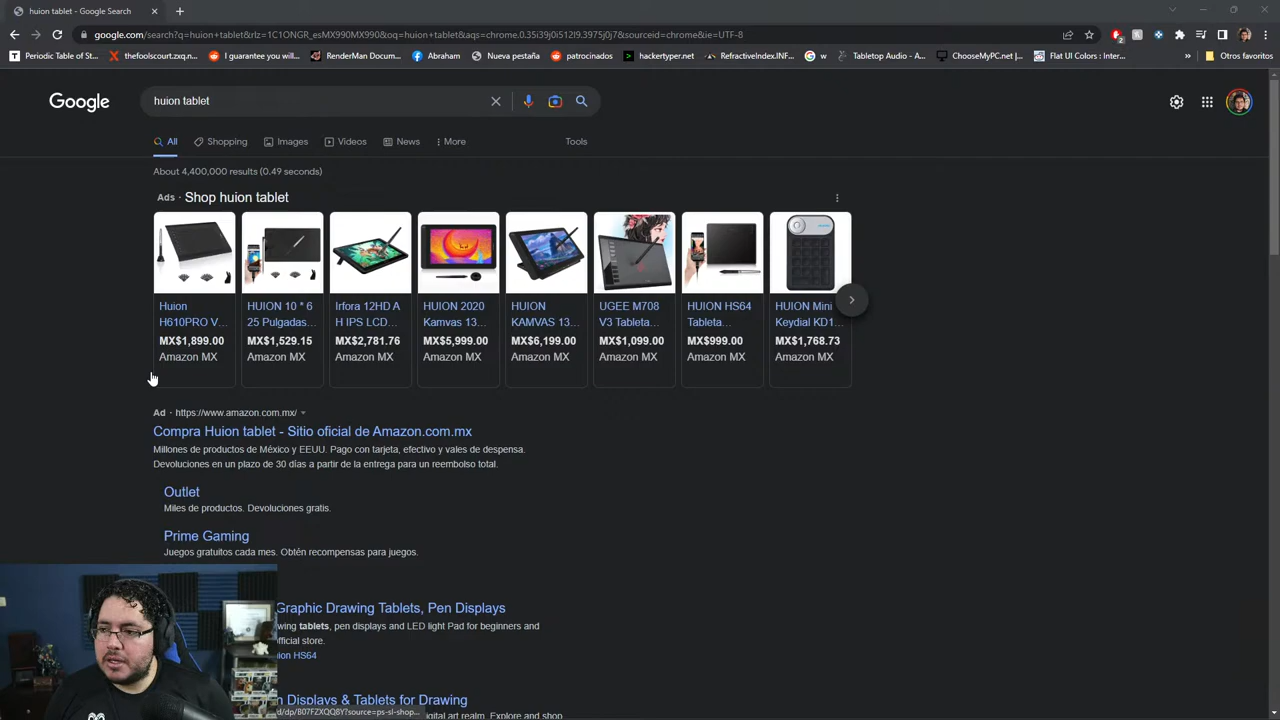 huion tablet - Google Search
google.com/search?q=huion+tablet&rlz=1C1ONGR_esMX990MX990&oq=huion+tablet&aqs=chrome.0.35i39j0i512l9.3975j0j7&sourceid=chrome&ie=UTF-8
Periodic Table of St...
thefoolscourt.zxq.n...
I guarantee you will...
RenderMan Docum...
Abraham
Nueva pestaña
patrocinados
hackertyper.net
RefractiveIndex.INF...
w
Tabletop Audio - A...
ChooseMyPC.net |...
Flat UI Colors : Inter...
»
Otros favoritos
Google
huion tablet
All
Shopping
Images
Videos
News
More
Tools
About 4,400,000 results (0.49 seconds)
Ads · Shop huion tablet
Huion
H610PRO V...
MX$1,899.00
Amazon MX
HUION 10 * 6
25 Pulgadas...
MX$1,529.15
Amazon MX
Irfora 12HD A
H IPS LCD...
MX$2,781.76
Amazon MX
HUION 2020
Kamvas 13...
MX$5,999.00
Amazon MX
HUION
KAMVAS 13...
MX$6,199.00
Amazon MX
UGEE M708
V3 Tableta...
MX$1,099.00
Amazon MX
HUION HS64
Tableta...
MX$999.00
Amazon MX
HUION Mini
Keydial KD1...
MX$1,768.73
Amazon MX
Ad · https://www.amazon.com.mx/
Compra Huion tablet - Sitio oficial de Amazon.com.mx
Millones de productos de México y EEUU. Pago con tarjeta, efectivo y vales de despensa.
Devoluciones en un plazo de 30 días a partir de la entrega para un reembolso total.
Outlet
Miles de productos. Devoluciones gratis.
Prime Gaming
Juegos gratuitos cada mes. Obtén recompensas para juegos.
Graphic Drawing Tablets, Pen Displays
wing tablets, pen displays and LED light Pad for beginners and
official store.
ion HS64
n Displays & Tablets for Drawing
igital art realm. Explore and shop
d/dp/B07FZXQQ8Y?source=ps-sl-shop...